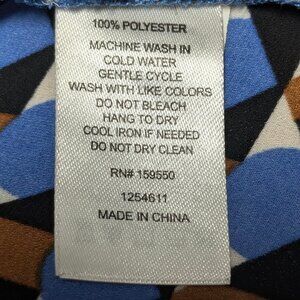 100% POLYESTER
MACHINE WASH IN
COLD WATER
GENTLE CYCLE
WASH WITH LIKE COLORS
DO NOT BLEACH
HANG TO DRY
COOL IRON IF NEEDED
DO NOT DRY CLEAN
RN# 159550
1254611
MADE IN CHINA